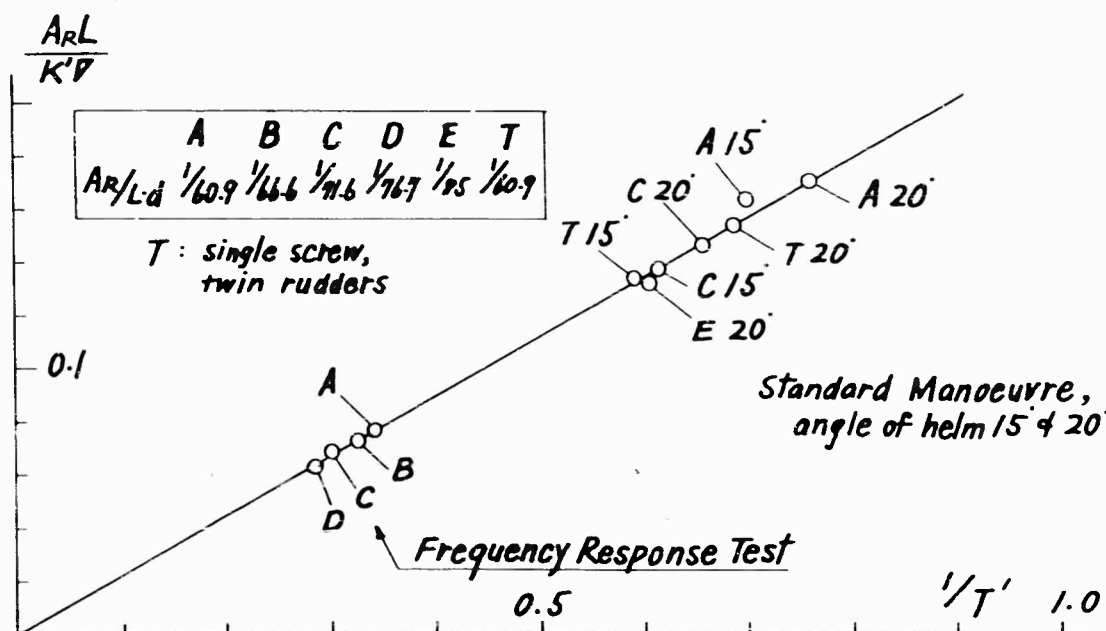 ARL
K'∇
A B C D E T
AR/L·d 1/60.9 1/66.6 1/71.6 1/76.7 1/85 1/60.9
T : single screw,
twin rudders
A 15°
C 20°
A 20°
T 15°
T 20°
C 15°
E 20°
0.1
A
Standard Manoeuvre,
angle of helm 15° & 20°
B
C
D
Frequency Response Test
0.5
1/T'
1.0